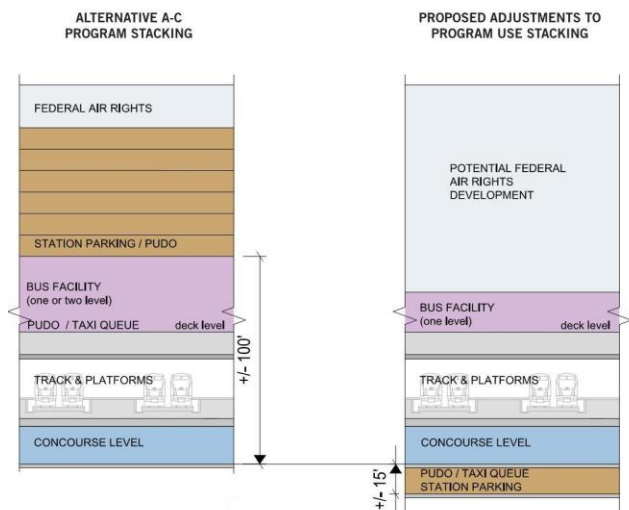 ALTERNATIVE A-C
PROGRAM STACKING
FEDERAL AIR RIGHTS
STATION PARKING / PUDO
BUS FACILITY
(one or two level)
PUDO / TAXI QUEUE
deck level
TRACK & PLATFORMS
CONCOURSE LEVEL
+/- 100'
PROPOSED ADJUSTMENTS TO
PROGRAM USE STACKING
POTENTIAL FEDERAL
AIR RIGHTS
DEVELOPMENT
BUS FACILITY
(one level)
deck level
TRACK & PLATFORMS
CONCOURSE LEVEL
PUDO / TAXI QUEUE
STATION PARKING
+/- 15'